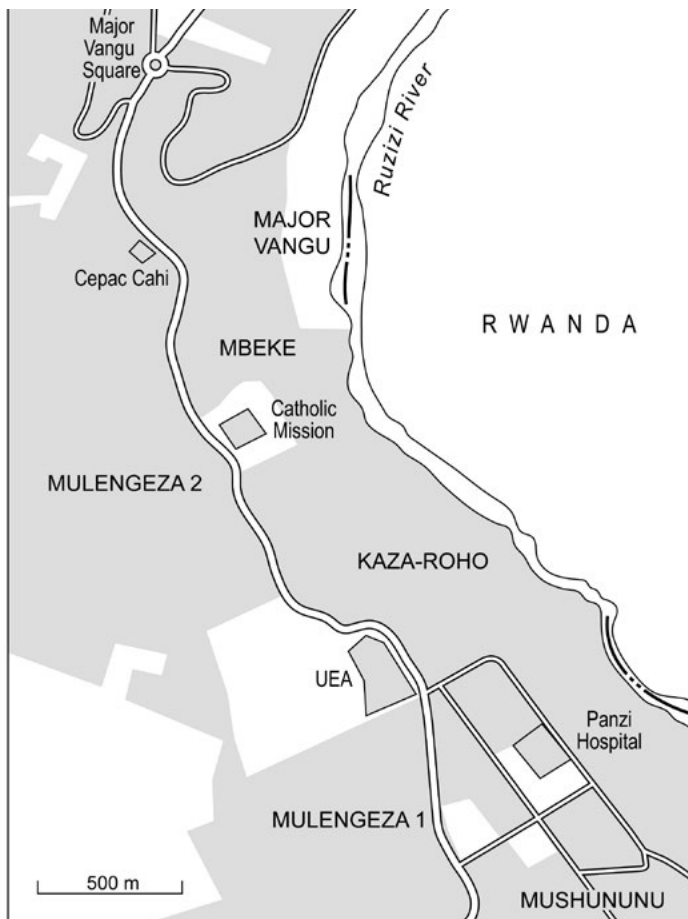 Major
Vangu
Square
Ruzizi River
MAJOR
VANGU
Cepac Cahi
RWANDA
MBEKE
Catholic
Mission
MULENGEZA 2
KAZA-ROHO
UEA
Panzi
Hospital
MULENGEZA 1
500 m
MUSHUNUNU